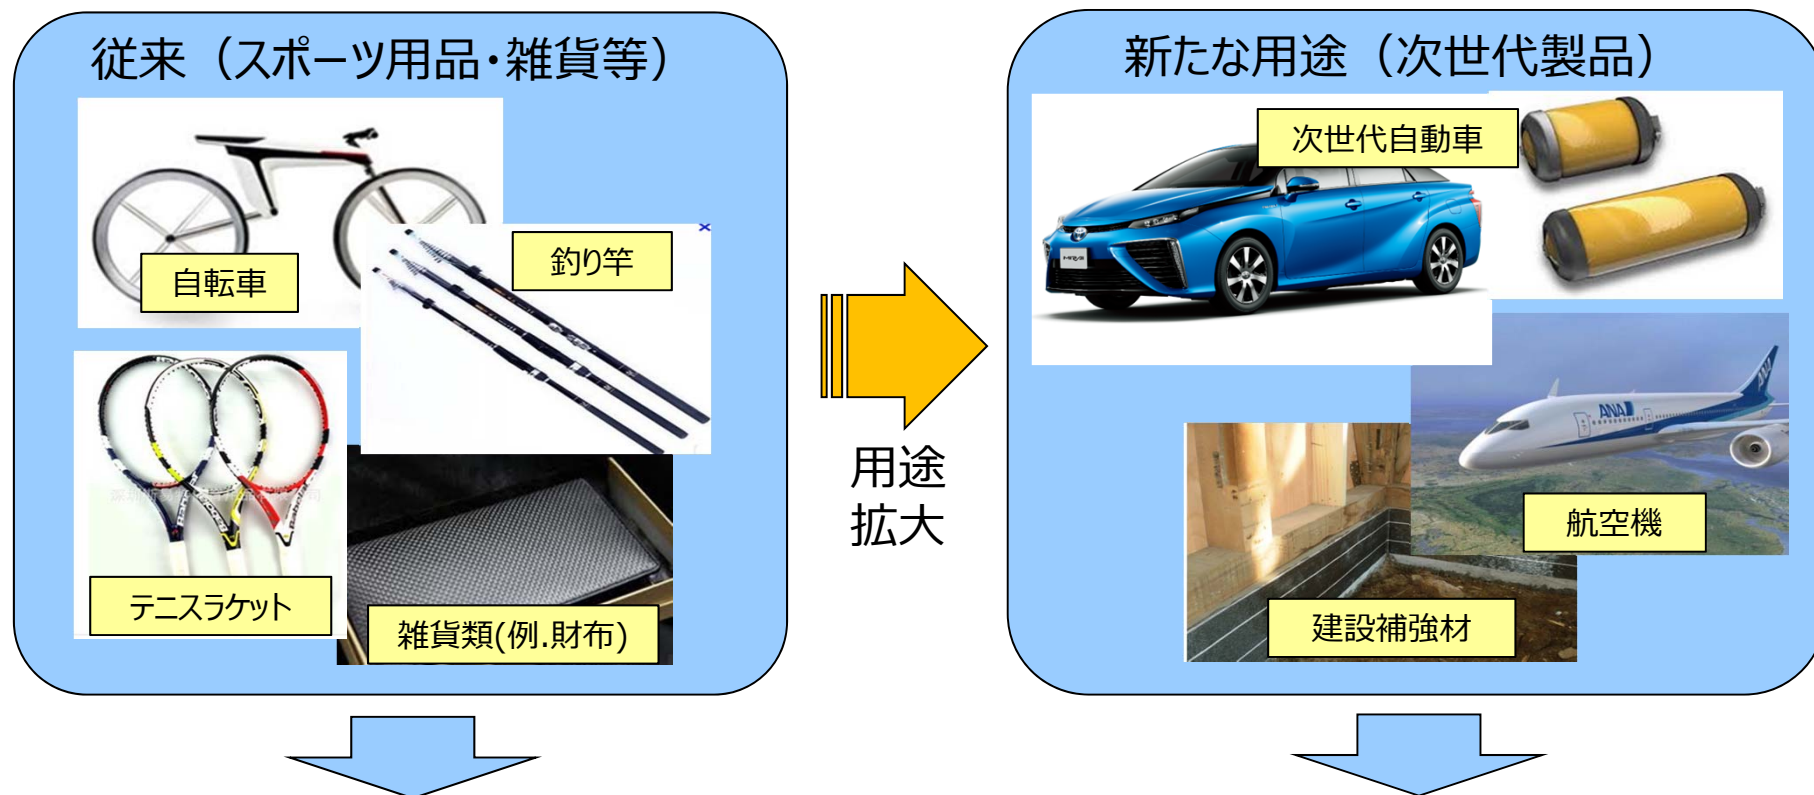 従来（スポーツ用品・雑貨等）
自転車
釣り竿
テニスラケット
雑貨類(例.財布)
用途
拡大
新たな用途（次世代製品）
次世代自動車
MIRAI
ANA
ANA
航空機
建設補強材